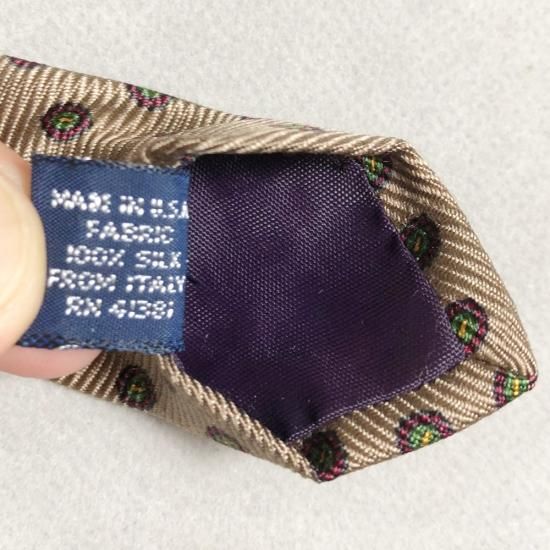 MADE IN U.S.A
FABRIC
100% SILK
FROM ITALY
RN 41381